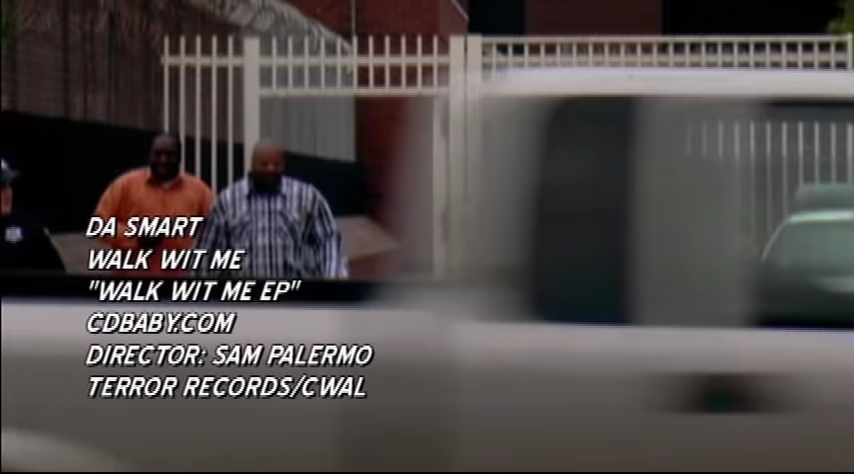 DA SMART
WALK WIT ME
"WALK WIT ME EP"
CDBABY.COM
DIRECTOR: SAM PALERMO
TERROR RECORDS/CWAL